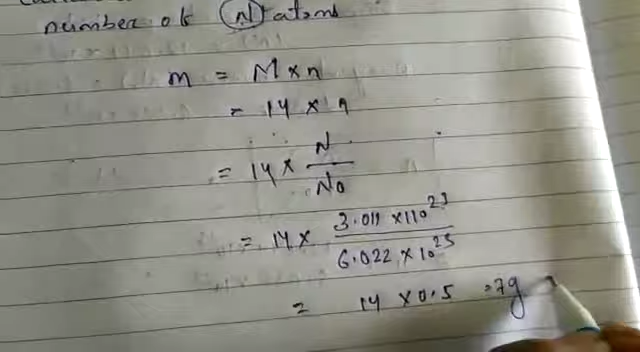 number of (N) atoms
m = M × n
= 14 × n
= 14 × N / N0
= 14 × 3.011 × 10^23 / 6.022 × 10^23
= 14 × 0.5 = 7g